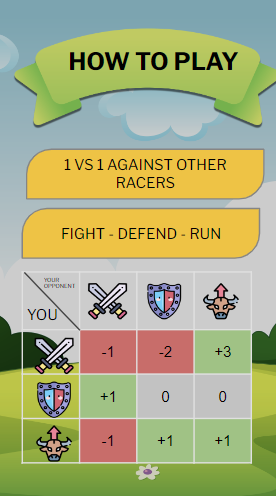 HOW TO PLAY
1 VS 1 AGAINST OTHER
RACERS
FIGHT - DEFEND - RUN
YOUR
OPPONENT
YOU
-1 -2 +3
+1 0 0
-1 +1 +1